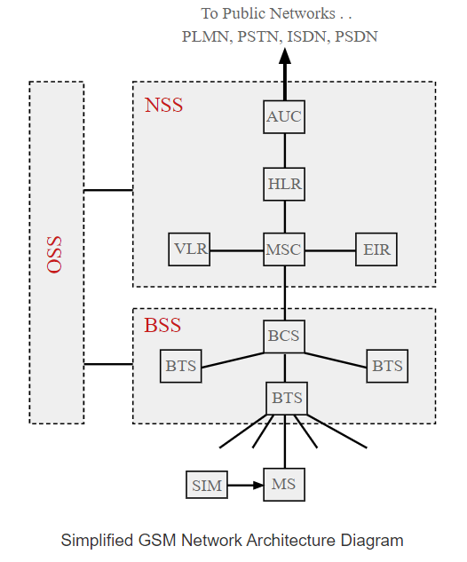 To Public Networks . .
PLMN, PSTN, ISDN, PSDN
NSS
AUC
HLR
VLR
MSC
EIR
OSS
BSS
BCS
BTS
BTS
BTS
SIM
MS
Simplified GSM Network Architecture Diagram